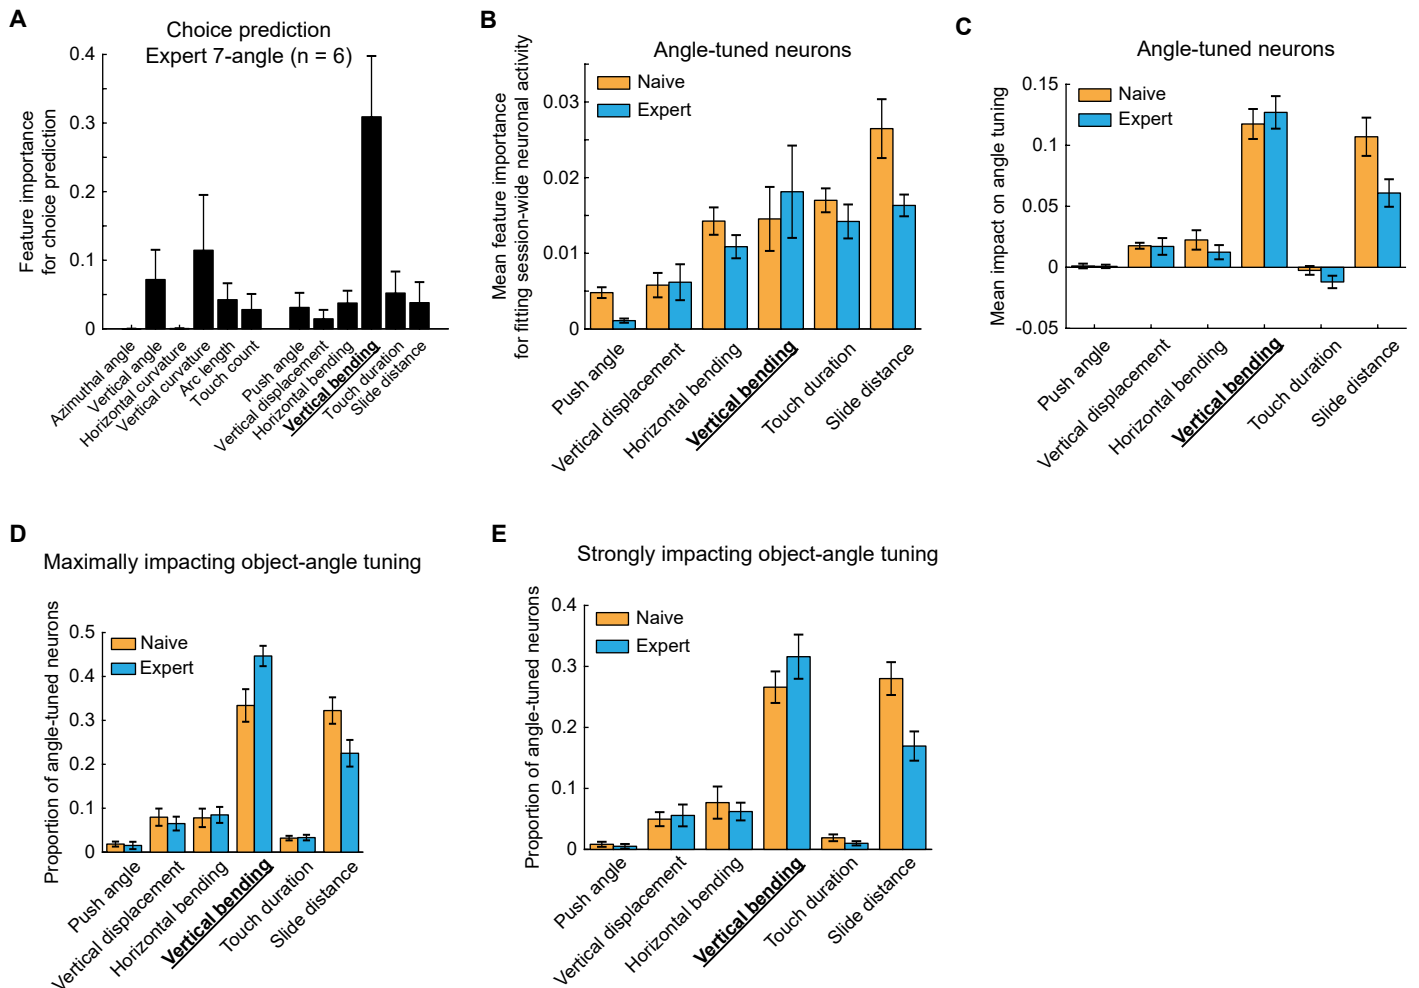 A
Choice prediction
Expert 7-angle (n = 6)
Feature importance
for choice prediction
0.4
0.3
0.2
0.1
0
Azimuthal angle
Vertical angle
Horizontal curvature
Vertical curvature
Arc length
Touch count
Push angle
Vertical displacement
Horizontal bending
Vertical bending
Touch duration
Slide distance
B
Angle-tuned neurons
Naive
Expert
Mean feature importance
for fitting session-wide neuronal activity
0.03
0.02
0.01
0
Push angle
Vertical displacement
Horizontal bending
Vertical bending
Touch duration
Slide distance
C
Angle-tuned neurons
Naive
Expert
Mean impact on angle tuning
0.15
0.1
0.05
0
-0.05
Push angle
Vertical displacement
Horizontal bending
Vertical bending
Touch duration
Slide distance
D
Maximally impacting object-angle tuning
Naive
Expert
Proportion of angle-tuned neurons
0.5
0.4
0.3
0.2
0.1
0
Push angle
Vertical displacement
Horizontal bending
Vertical bending
Touch duration
Slide distance
E
Strongly impacting object-angle tuning
Naive
Expert
Proportion of angle-tuned neurons
0.4
0.3
0.2
0.1
0
Push angle
Vertical displacement
Horizontal bending
Vertical bending
Touch duration
Slide distance